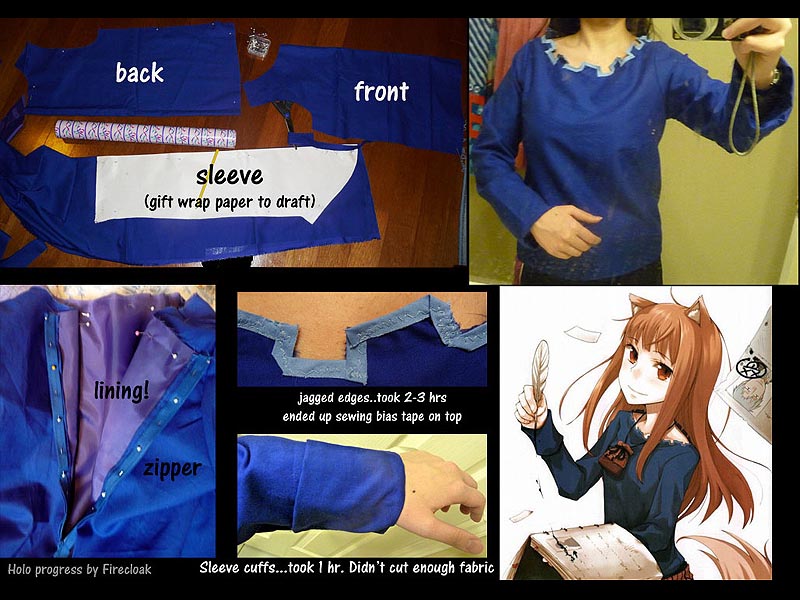 back
front
sleeve
(gift wrap paper to draft)
lining!
zipper
jagged edges..took 2-3 hrs
ended up sewing bias tape on top
Holo progress by Firecloak
Sleeve cuffs...took 1 hr. Didn't cut enough fabric